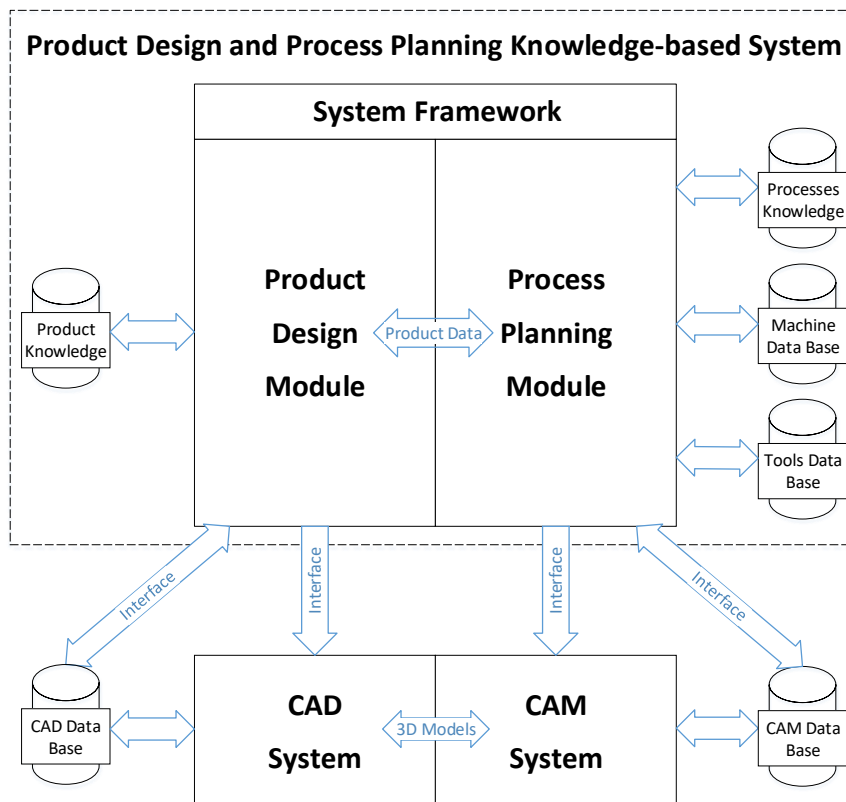 Product Design and Process Planning Knowledge-based System
System Framework
Product
Design
Module
Process
Planning
Module
Product Data
Product
Knowledge
Processes
Knowledge
Machine
Data Base
Tools Data
Base
Interface
Interface
Interface
Interface
CAD Data
Base
CAD
System
3D Models
CAM
System
CAM Data
Base